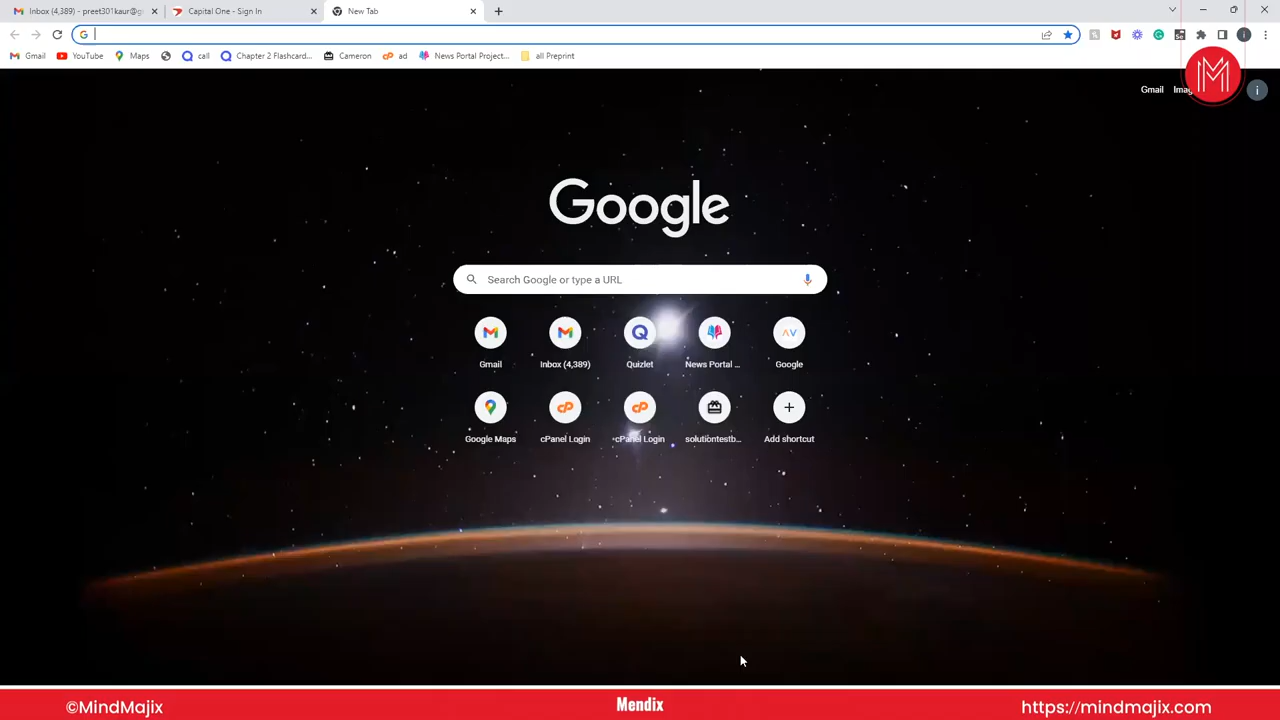 Inbox (4,389) - preet301kaur@g
Capital One - Sign In
New Tab
Gmail
YouTube
Maps
call
Chapter 2 Flashcard...
Cameron
ad
News Portal Project...
all Preprint
Gmail
Google
Search Google or type a URL
Gmail
Inbox (4,389)
Quizlet
News Portal ...
Google
Google Maps
cPanel Login
cPanel Login
solutiontestb...
Add shortcut
©MindMajix
Mendix
https://mindmajix.com